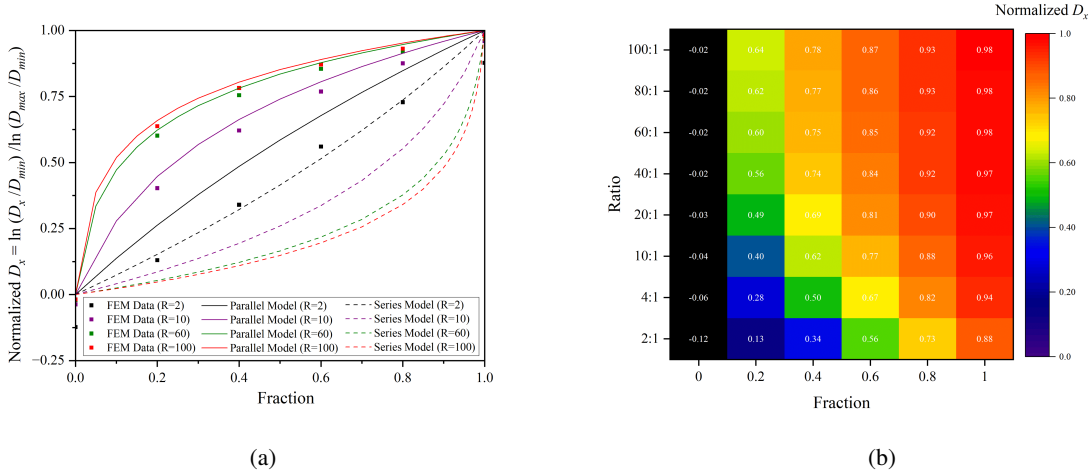 Normalized Dx = ln (Dx /Dmin) /ln (Dmax /Dmin)
1.00
0.75
0.50
0.25
0.00
−0.25
0.0
0.2
0.4
0.6
0.8
1.0
Fraction
FEM Data (R=2) Parallel Model (R=2) Series Model (R=2)
FEM Data (R=10) Parallel Model (R=10) Series Model (R=10)
FEM Data (R=60) Parallel Model (R=60) Series Model (R=60)
FEM Data (R=100) Parallel Model (R=100) Series Model (R=100)
(a)
Normalized Dx
Ratio
100:1 -0.02 0.64 0.78 0.87 0.93 0.98
80:1 -0.02 0.62 0.77 0.86 0.93 0.98
60:1 -0.02 0.60 0.75 0.85 0.92 0.98
40:1 -0.02 0.56 0.74 0.84 0.92 0.97
20:1 -0.03 0.49 0.69 0.81 0.90 0.97
10:1 -0.04 0.40 0.62 0.77 0.88 0.96
4:1 -0.06 0.28 0.50 0.67 0.82 0.94
2:1 -0.12 0.13 0.34 0.56 0.73 0.88
0 0.2 0.4 0.6 0.8 1
Fraction
1.0
0.8
0.6
0.4
0.2
0.0
(b)